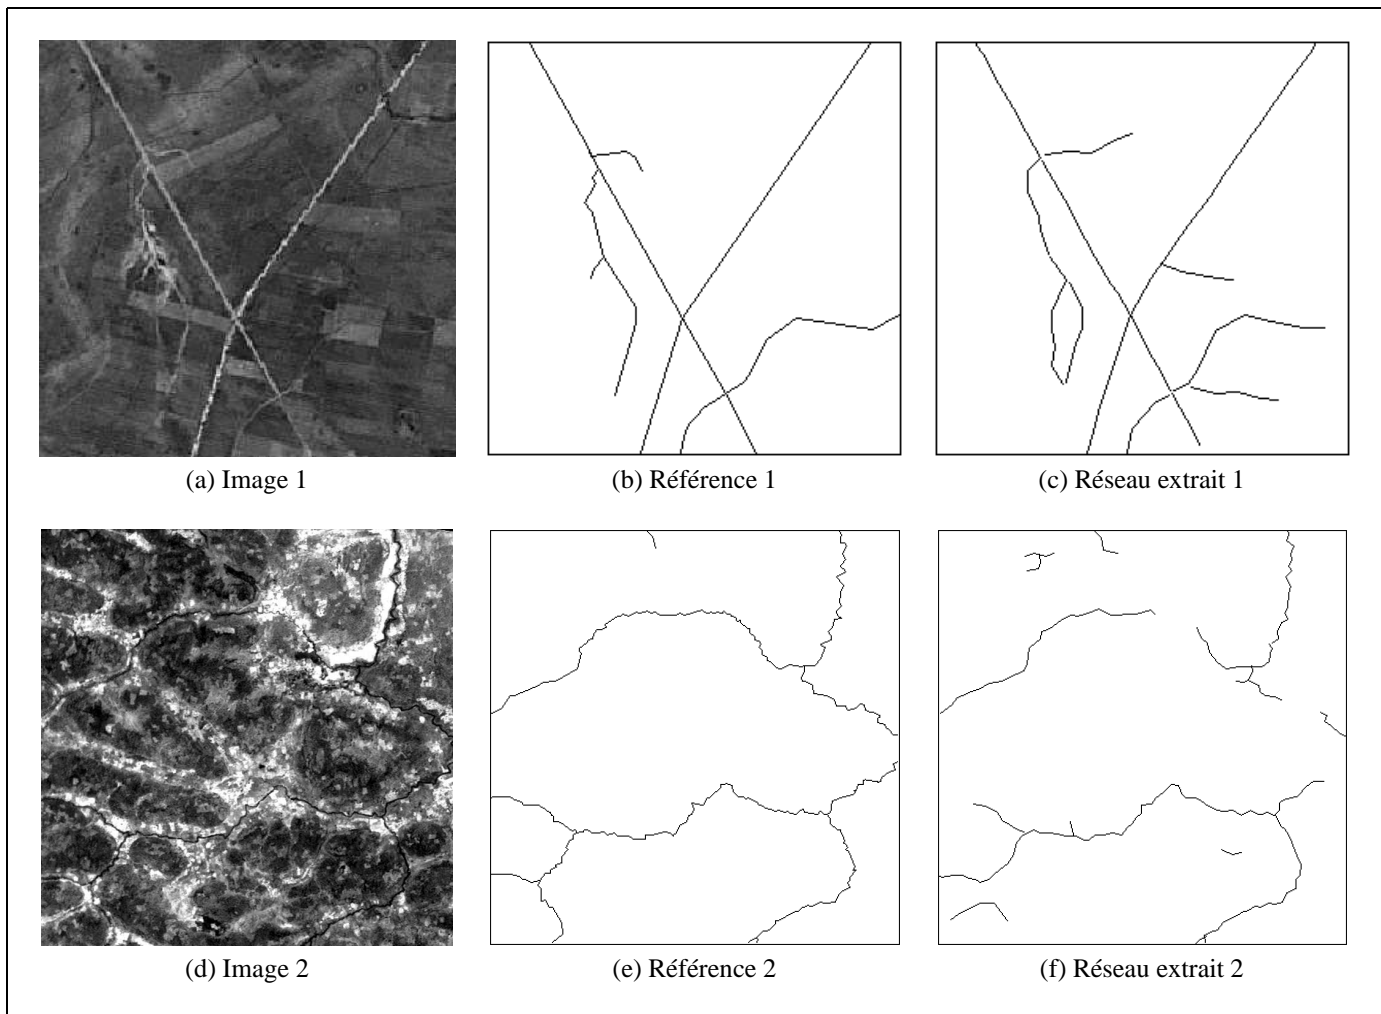 (a) Image 1
(b) Référence 1
(c) Réseau extrait 1
(d) Image 2
(e) Référence 2
(f) Réseau extrait 2